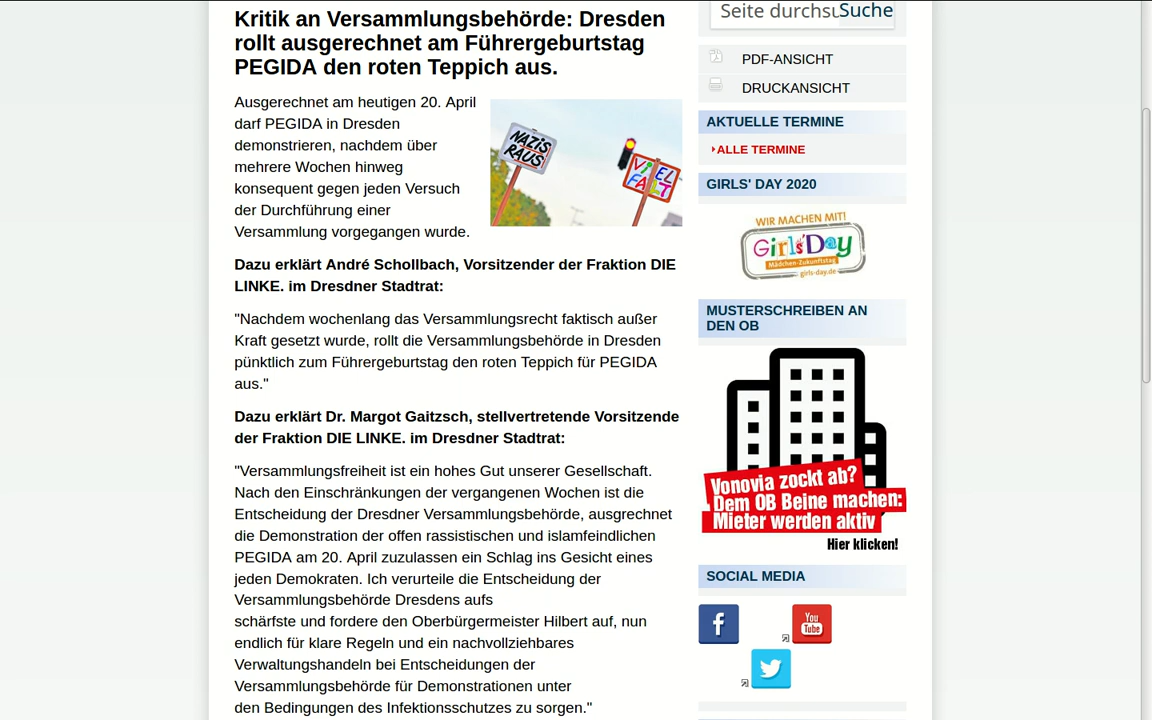 Kritik an Versammlungsbehörde: Dresden
rollt ausgerechnet am Führergeburtstag
PEGIDA den roten Teppich aus.
Ausgerechnet am heutigen 20. April
darf PEGIDA in Dresden
demonstrieren, nachdem über
mehrere Wochen hinweg
konsequent gegen jeden Versuch
der Durchführung einer
Versammlung vorgegangen wurde.
NAZIS
RAUS
VIEL
FALT
Dazu erklärt André Schollbach, Vorsitzender der Fraktion DIE
LINKE. im Dresdner Stadtrat:
"Nachdem wochenlang das Versammlungsrecht faktisch außer
Kraft gesetzt wurde, rollt die Versammlungsbehörde in Dresden
pünktlich zum Führergeburtstag den roten Teppich für PEGIDA
aus."
Dazu erklärt Dr. Margot Gaitzsch, stellvertretende Vorsitzende
der Fraktion DIE LINKE. im Dresdner Stadtrat:
"Versammlungsfreiheit ist ein hohes Gut unserer Gesellschaft.
Nach den Einschränkungen der vergangenen Wochen ist die
Entscheidung der Dresdner Versammlungsbehörde, ausgrechnet
die Demonstration der offen rassistischen und islamfeindlichen
PEGIDA am 20. April zuzulassen ein Schlag ins Gesicht eines
jeden Demokraten. Ich verurteile die Entscheidung der
Versammlungsbehörde Dresdens aufs
schärfste und fordere den Oberbürgermeister Hilbert auf, nun
endlich für klare Regeln und ein nachvollziehbares
Verwaltungshandeln bei Entscheidungen der
Versammlungsbehörde für Demonstrationen unter
den Bedingungen des Infektionsschutzes zu sorgen."
Seite durchsu Suche
PDF-ANSICHT
DRUCKANSICHT
AKTUELLE TERMINE
ALLE TERMINE
GIRLS' DAY 2020
WIR MACHEN MIT!
Girls'Day
Mädchen-Zukunftstag
girls-day.de
MUSTERSCHREIBEN AN
DEN OB
Vonovia zockt ab?
Dem OB Beine machen:
Mieter werden aktiv
Hier klicken!
SOCIAL MEDIA
f
You
Tube